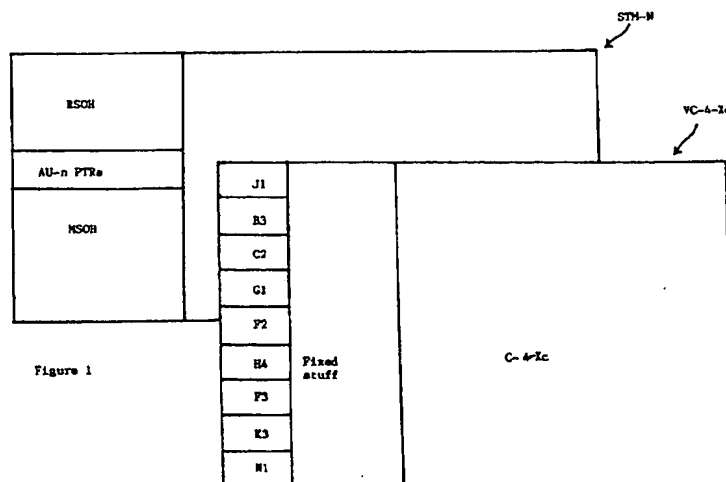 STM-N
RSOH
VC-4-Xc
AU-n PTRs
J1
MSOH
B3
C2
G1
F2
C-4-Xc
Figure 1
H4
Fixed
stuff
F3
K3
N1